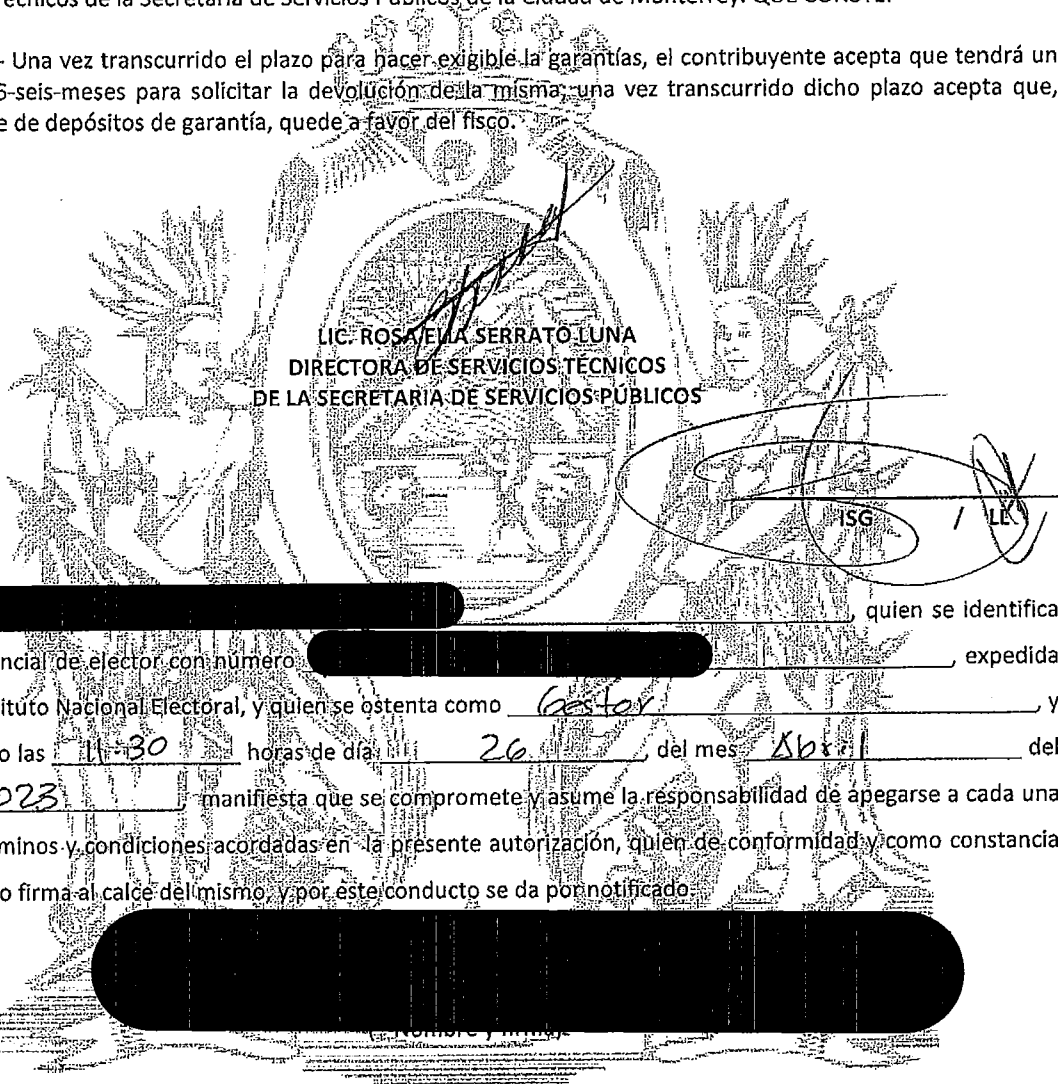 écnicos de la Secretaría de Servicios Públicos de la Ciudad de Monterrey. QUE CONSTE.
- Una vez transcurrido el plazo para hacer exigible la garantías, el contribuyente acepta que tendrá un
6-seis-meses para solicitar la devolución de la misma, una vez transcurrido dicho plazo acepta que,
e de depósitos de garantía, quede a favor del fisco.
LIC. ROSA ELIA SERRATO LUNA
DIRECTORA DE SERVICIOS TÉCNICOS
DE LA SECRETARIA DE SERVICIOS PÚBLICOS
ISG / LL
, quien se identifica
ncial de elector con número , expedida
ituto Nacional Electoral, y quien se ostenta como Gestor , y
o las 11:30 horas de día 26 , del mes Abril del
023 , manifiesta que se compromete y asume la responsabilidad de apegarse a cada una
minos y condiciones acordadas en la presente autorización, quien de conformidad y como constancia
o firma al calce del mismo, y por este conducto se da por notificado.
Nombre y firma)